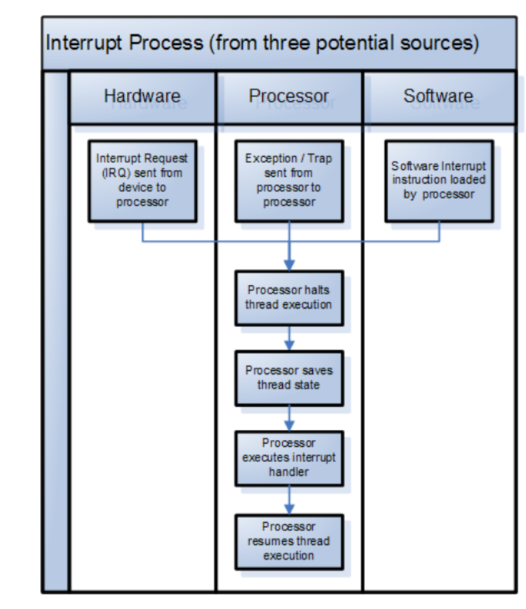 Interrupt Process (from three potential sources)
Hardware
Processor
Software
Interrupt Request
(IRQ) sent from
device to
processor
Exception / Trap
sent from
processor to
processor
Software Interrupt
instruction loaded
by processor
Processor halts
thread execution
Processor saves
thread state
Processor
executes interrupt
handler
Processor
resumes thread
execution